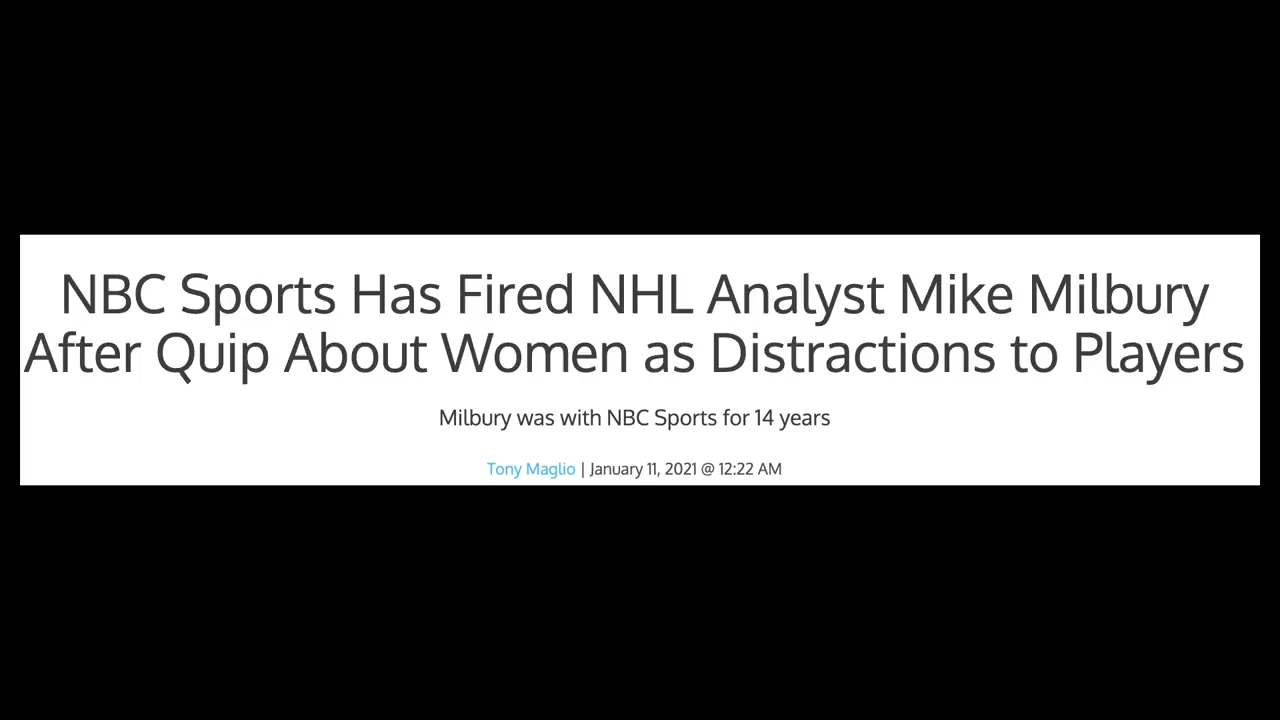 NBC Sports Has Fired NHL Analyst Mike Milbury
After Quip About Women as Distractions to Players
Milbury was with NBC Sports for 14 years
Tony Maglio | January 11, 2021 @ 12:22 AM